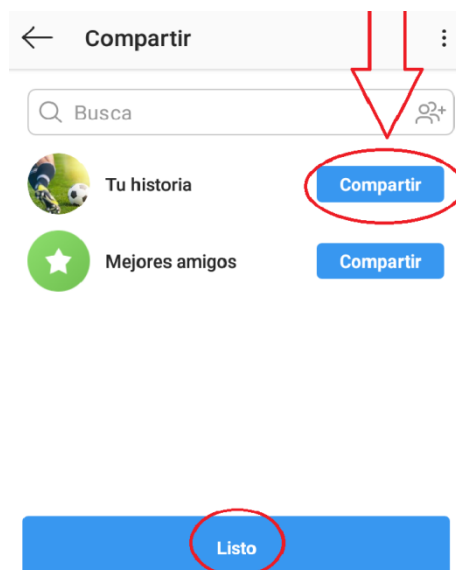 Compartir
Busca
Tu historia
Compartir
Mejores amigos
Compartir
Listo